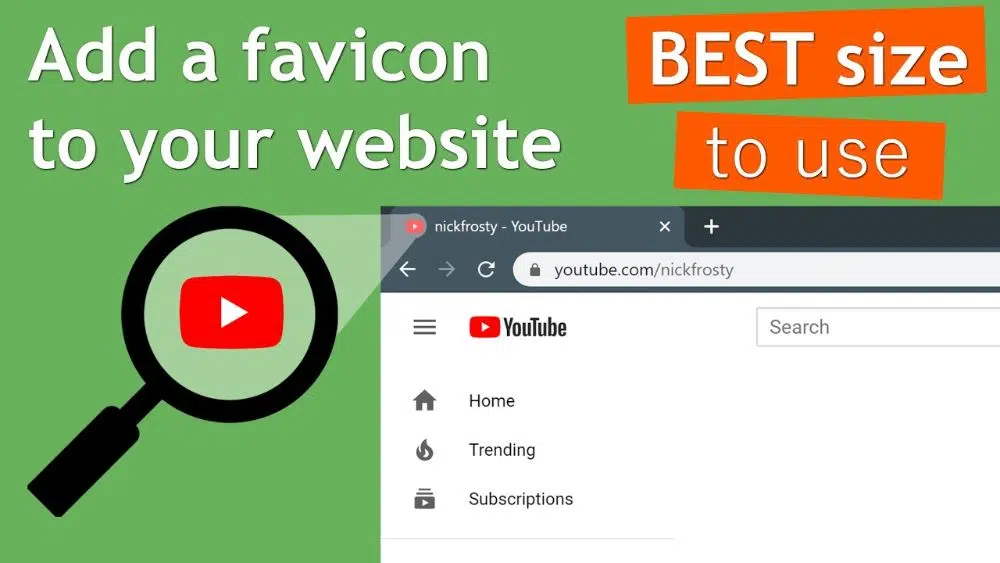 Add a favicon
to your website
BEST size
to use
nickfrosty - YouTube
youtube.com/nickfrosty
YouTube
Search
Home
Trending
Subscriptions